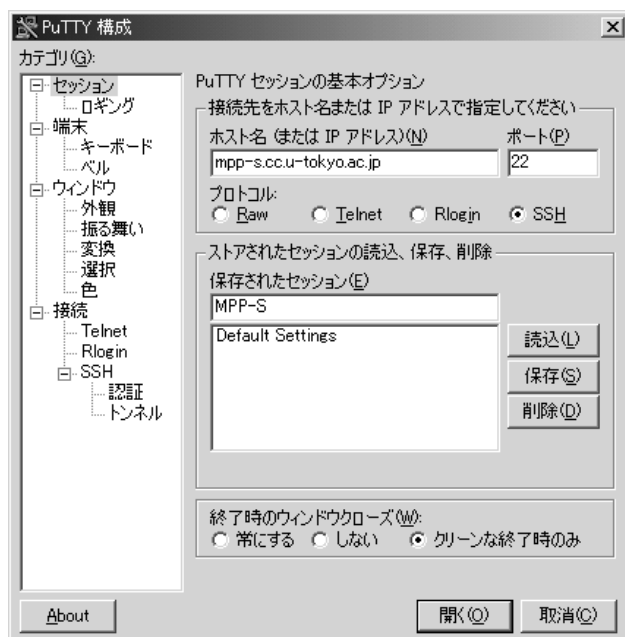 PuTTY 構成
カテゴリ(G):
セッション
ロギング
端末
キーボード
ベル
ウィンドウ
外観
振る舞い
変換
選択
色
接続
Telnet
Rlogin
SSH
認証
トンネル
PuTTY セッションの基本オプション
接続先をホスト名または IP アドレスで指定してください
ホスト名 (または IP アドレス)(N) ポート(P)
mpp-s.cc.u-tokyo.ac.jp 22
プロトコル:
Raw Telnet Rlogin SSH
ストアされたセッションの読込、保存、削除
保存されたセッション(E)
MPP-S
Default Settings
読込(L)
保存(S)
削除(D)
終了時のウィンドウクローズ(W):
常にする しない クリーンな終了時のみ
About 開く(O) 取消(C)